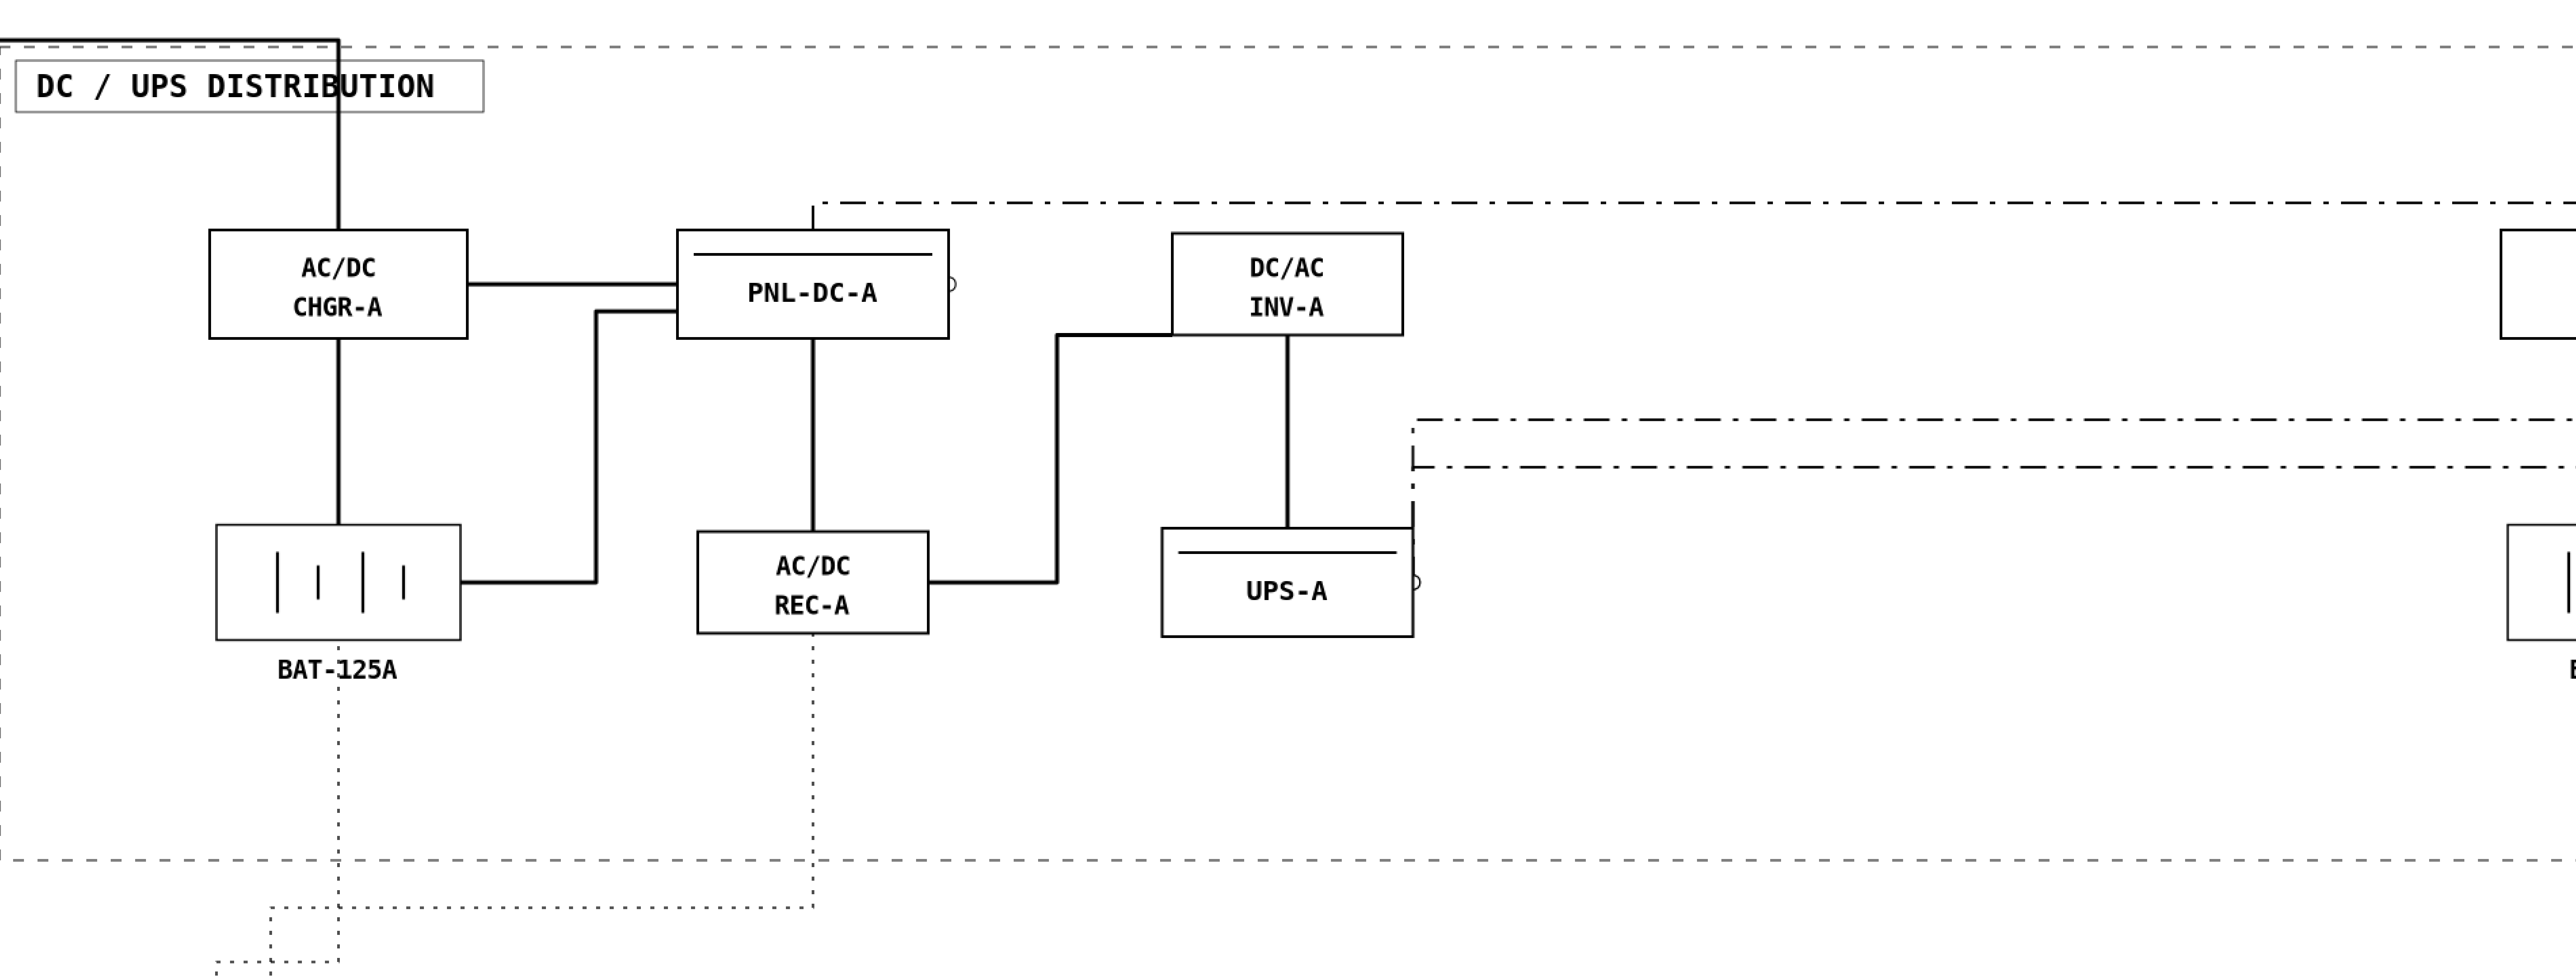 DC / UPS DISTRIBUTION
AC/DC
CHGR-A
PNL-DC-A
DC/AC
INV-A
AC/DC
REC-A
UPS-A
BAT-125A